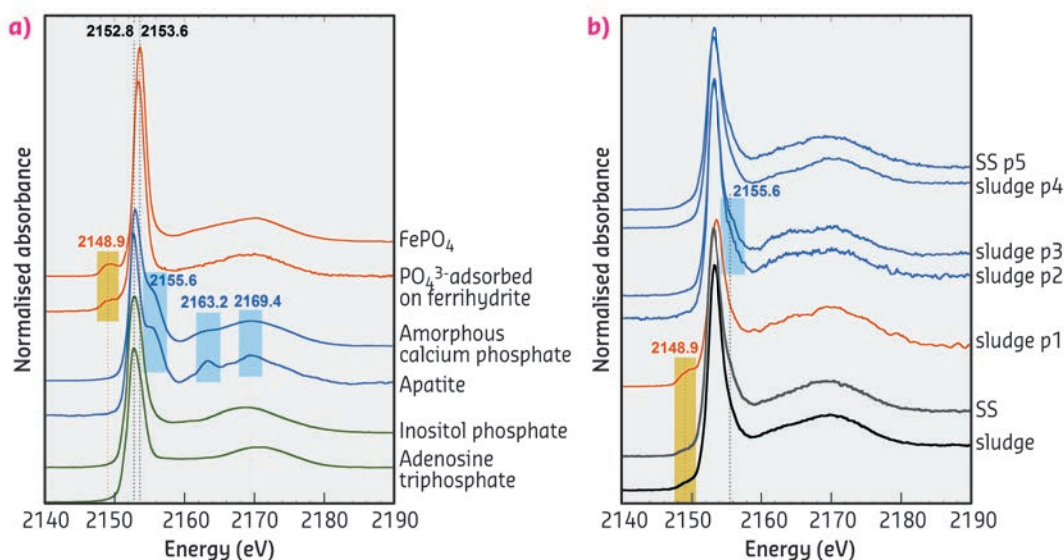 a)
2152.8 2153.6
2148.9
2155.6
2163.2 2169.4
FePO4
PO4 3- adsorbed
on ferrihydrite
Amorphous
calcium phosphate
Apatite
Inositol phosphate
Adenosine
triphosphate
Normalised absorbance
2140 2150 2160 2170 2180 2190
Energy (eV)
b)
2155.6
2148.9
SS p5
sludge p4
sludge p3
sludge p2
sludge p1
SS
sludge
Normalised absorbance
2140 2150 2160 2170 2180 2190
Energy (eV)